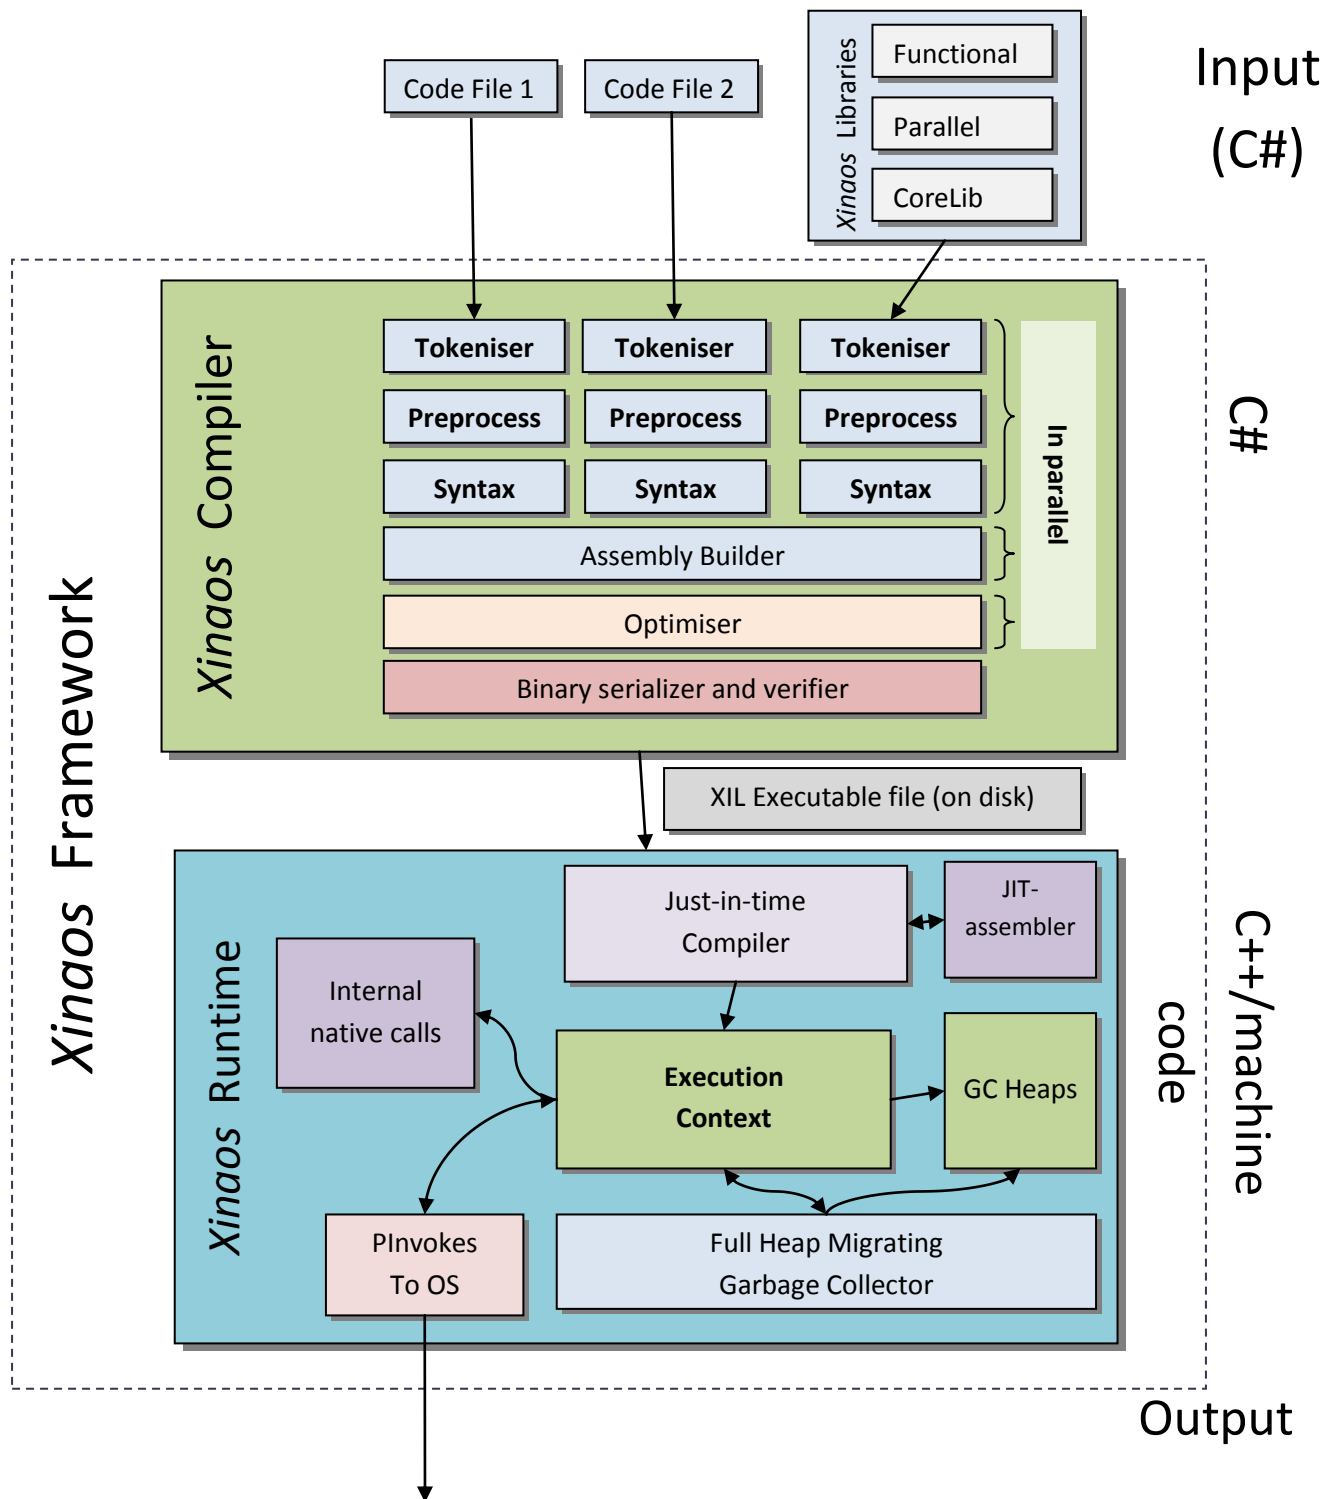 Input
(C#)
Code File 1
Code File 2
Xinaos Libraries
Functional
Parallel
CoreLib
Xinaos Framework
Xinaos Compiler
Tokeniser
Tokeniser
Tokeniser
Preprocess
Preprocess
Preprocess
Syntax
Syntax
Syntax
In parallel
Assembly Builder
Optimiser
Binary serializer and verifier
C#
XIL Executable file (on disk)
Xinaos Runtime
Just-in-time
Compiler
JIT-
assembler
Internal
native calls
Execution
Context
GC Heaps
PInvokes
To OS
Full Heap Migrating
Garbage Collector
C++/machine
code
Output